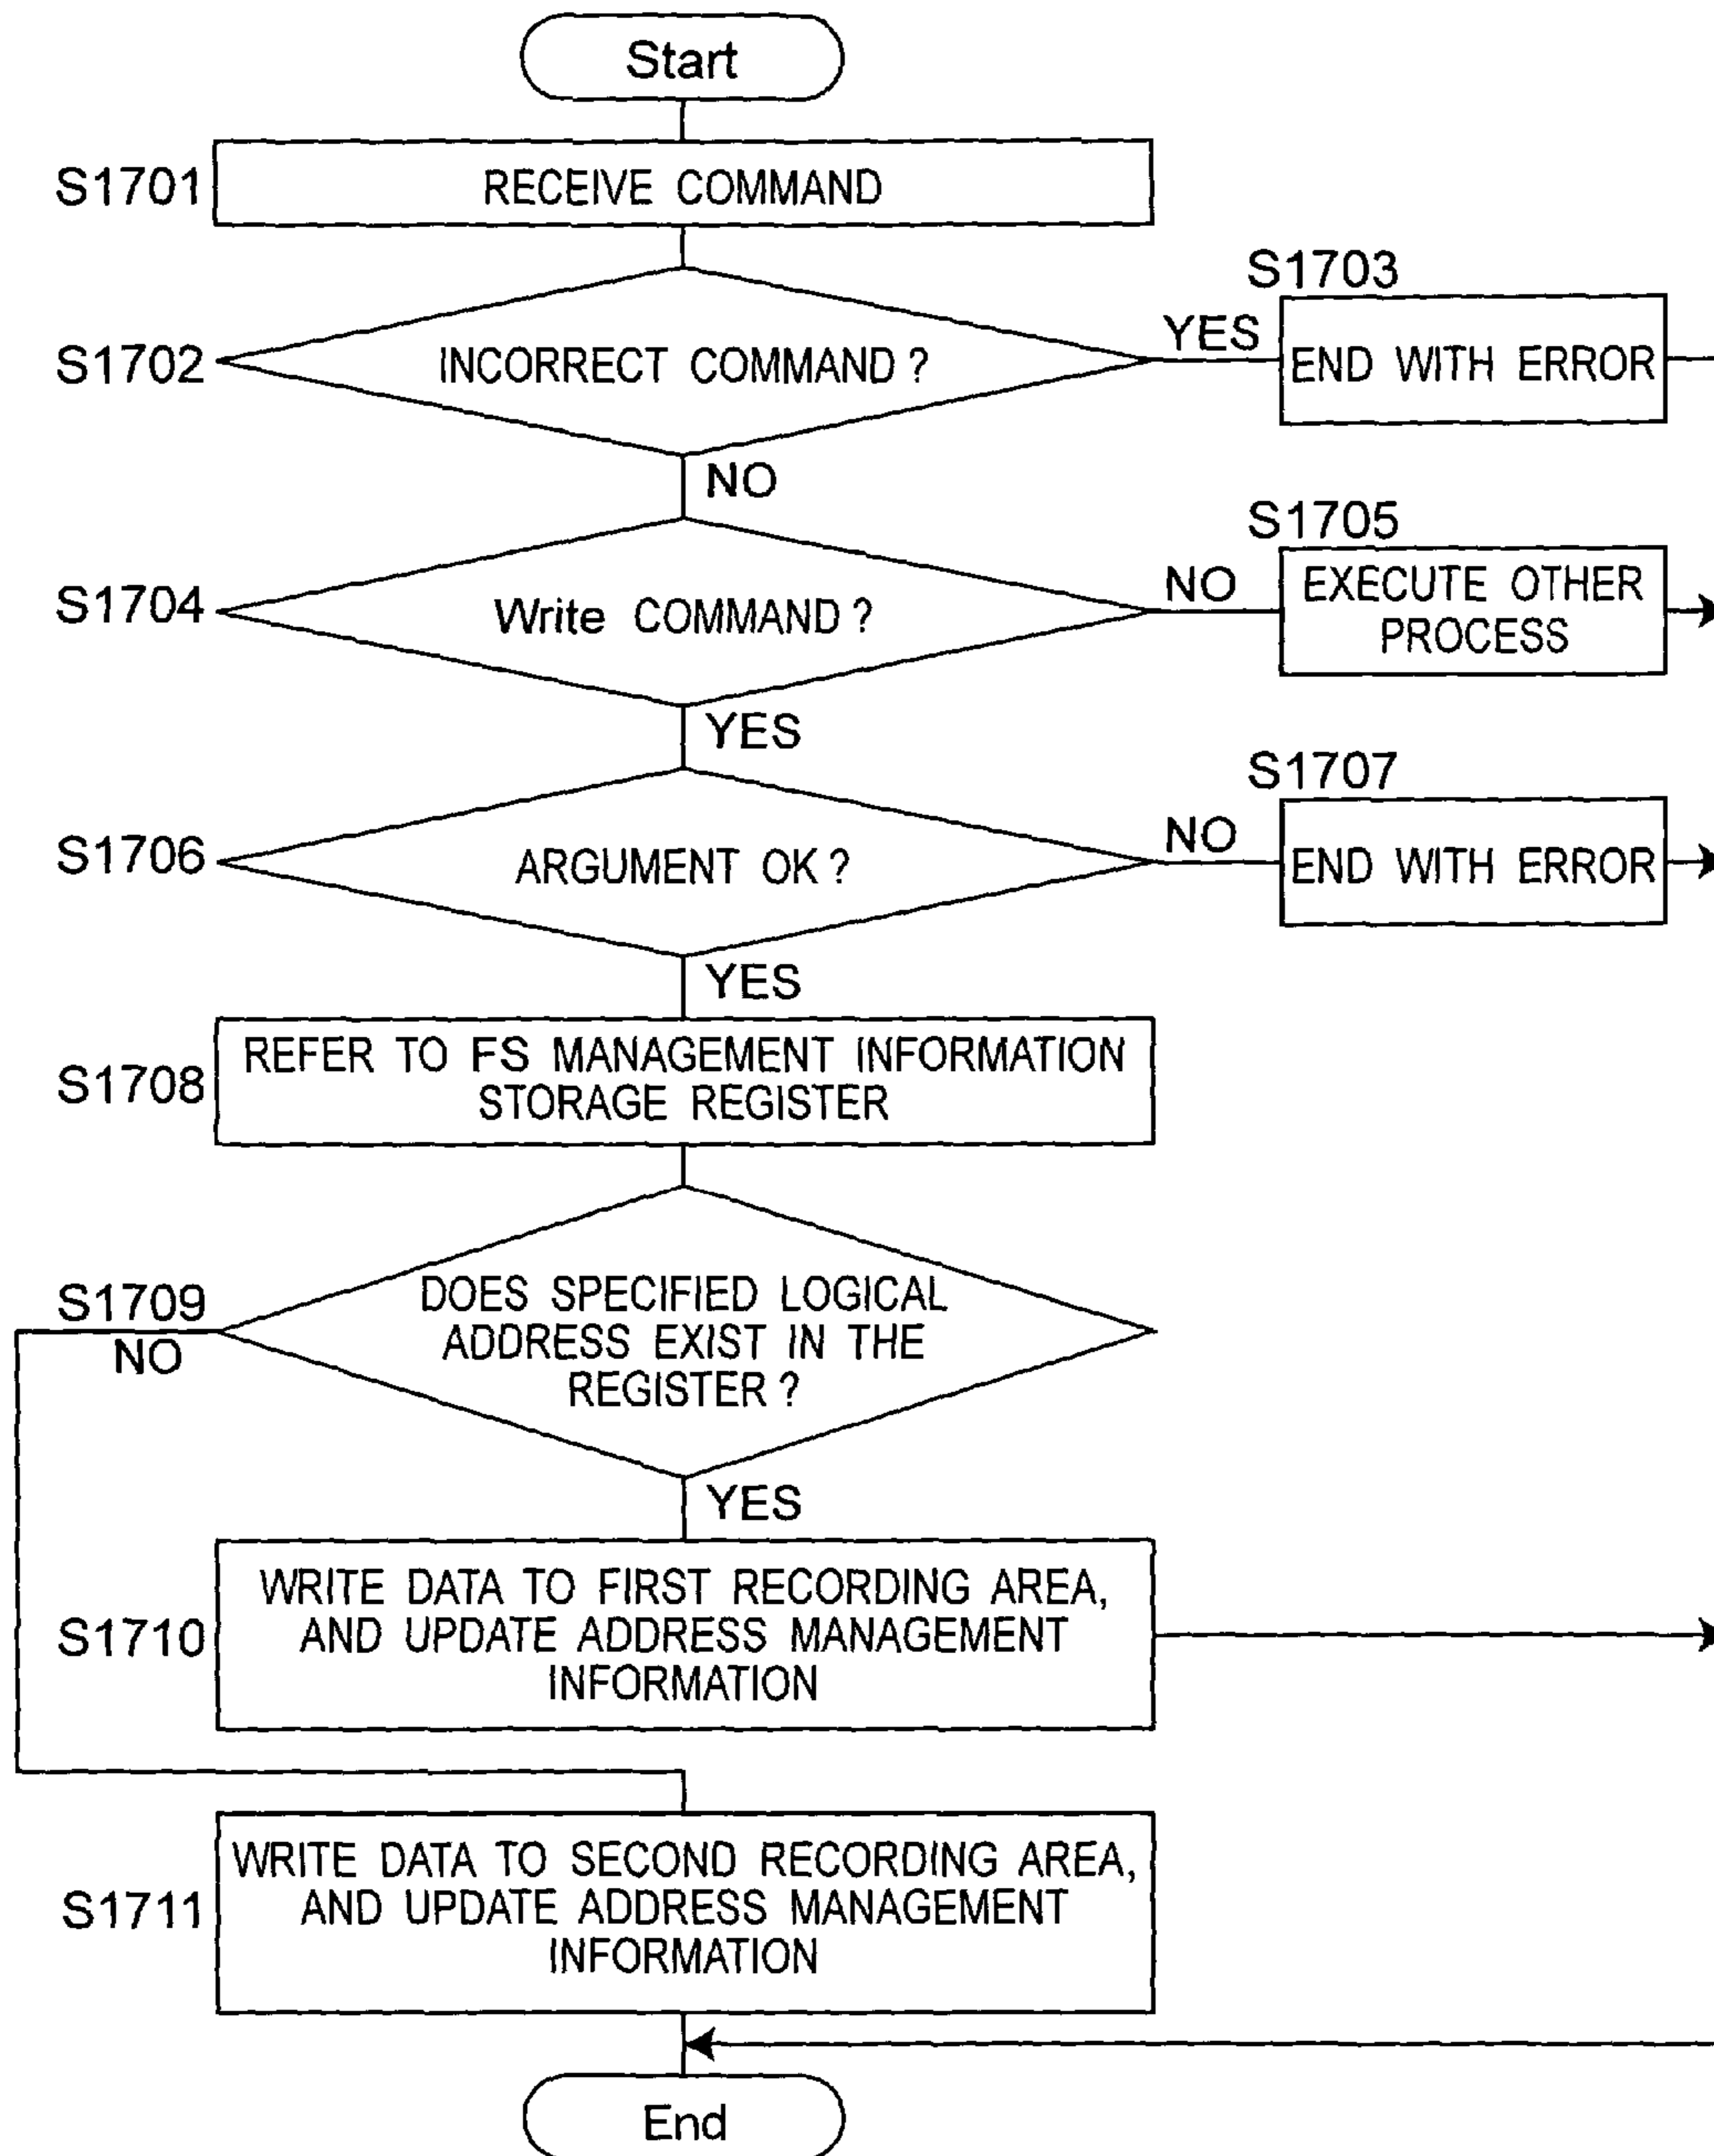 Start
S1701
RECEIVE COMMAND
S1702
INCORRECT COMMAND?
YES
S1703
END WITH ERROR
NO
S1704
Write COMMAND?
NO
S1705
EXECUTE OTHER
PROCESS
YES
S1706
ARGUMENT OK?
NO
S1707
END WITH ERROR
YES
S1708
REFER TO FS MANAGEMENT INFORMATION
STORAGE REGISTER
S1709
NO
DOES SPECIFIED LOGICAL
ADDRESS EXIST IN THE
REGISTER?
YES
S1710
WRITE DATA TO FIRST RECORDING AREA,
AND UPDATE ADDRESS MANAGEMENT
INFORMATION
S1711
WRITE DATA TO SECOND RECORDING AREA,
AND UPDATE ADDRESS MANAGEMENT
INFORMATION
End